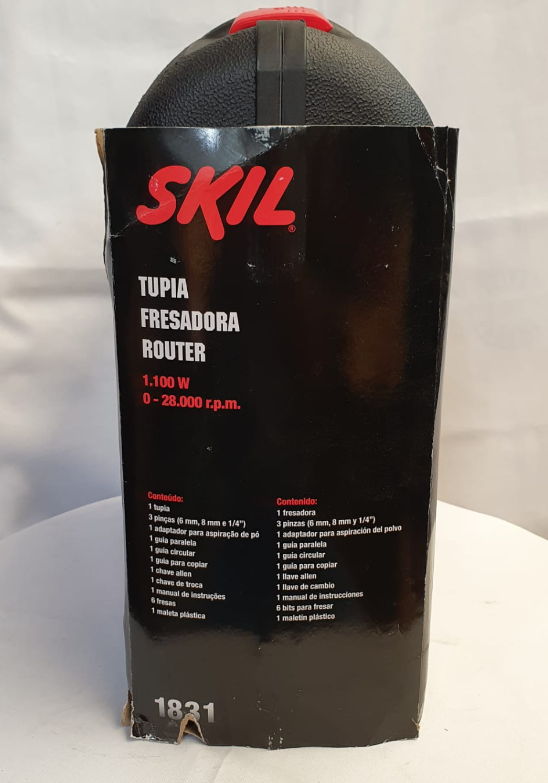 SKIL®
TUPIA
FRESADORA
ROUTER
1.100 W
0 - 28.000 r.p.m.
Conteúdo:
1 tupia
3 pinças (6 mm, 8 mm e 1/4")
1 adaptador para aspiração de pó
1 guia paralela
1 guia circular
1 guia para copiar
1 chave allen
1 chave de troca
1 manual de instruções
6 fresas
1 maleta plástica
Contenido:
1 fresadora
3 pinzas (6 mm, 8 mm y 1/4")
1 adaptador para aspiración del polvo
1 guía paralela
1 guía circular
1 guía para copiar
1 llave allen
1 llave de cambio
1 manual de instrucciones
6 bits para fresar
1 maletín plástico
1831